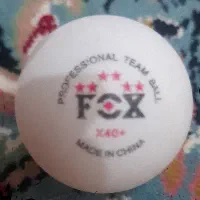 PROFESSIONAL TEAM BALL
FOX
X40+
MADE IN CHINA